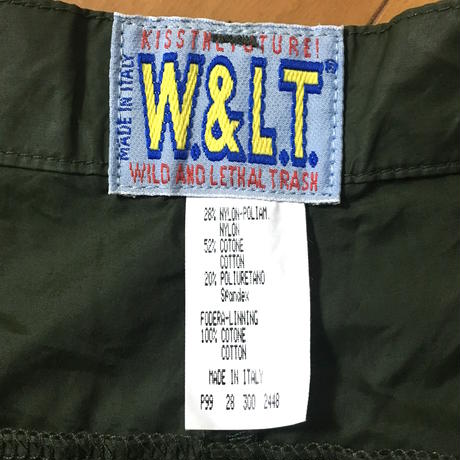 KISS THE FUTURE!
MADE IN ITALY
W.&L.T.®
WILD AND LETHAL TRASH
28% NYLON-POLIAM.
NYLON
52% COTONE
COTTON
20% POLIURETANO
Spandex
FODERA-LINNING
100% COTONE
COTTON
MADE IN ITALY
P99 28 300 2448